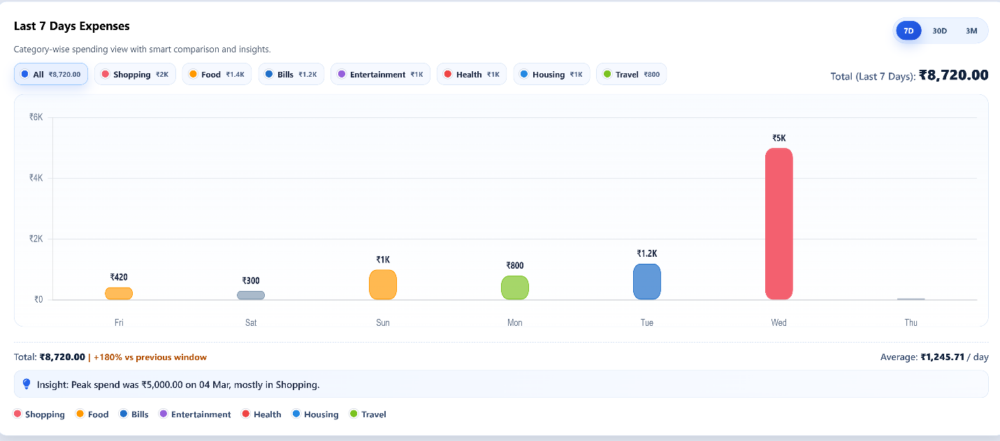 Last 7 Days Expenses
7D 30D 3M
Category-wise spending view with smart comparison and insights.
All ₹8,720.00 Shopping ₹2K Food ₹1.4K Bills ₹1.2K Entertainment ₹1K Health ₹1K Housing ₹1K Travel ₹800
Total (Last 7 Days): ₹8,720.00
₹6K
₹5K
₹4K
₹2K
₹1.2K
₹1K
₹800
₹420
₹300
₹0
Fri Sat Sun Mon Tue Wed Thu
Total: ₹8,720.00 | +180% vs previous window
Average: ₹1,245.71 / day
Insight: Peak spend was ₹5,000.00 on 04 Mar, mostly in Shopping.
Shopping Food Bills Entertainment Health Housing Travel